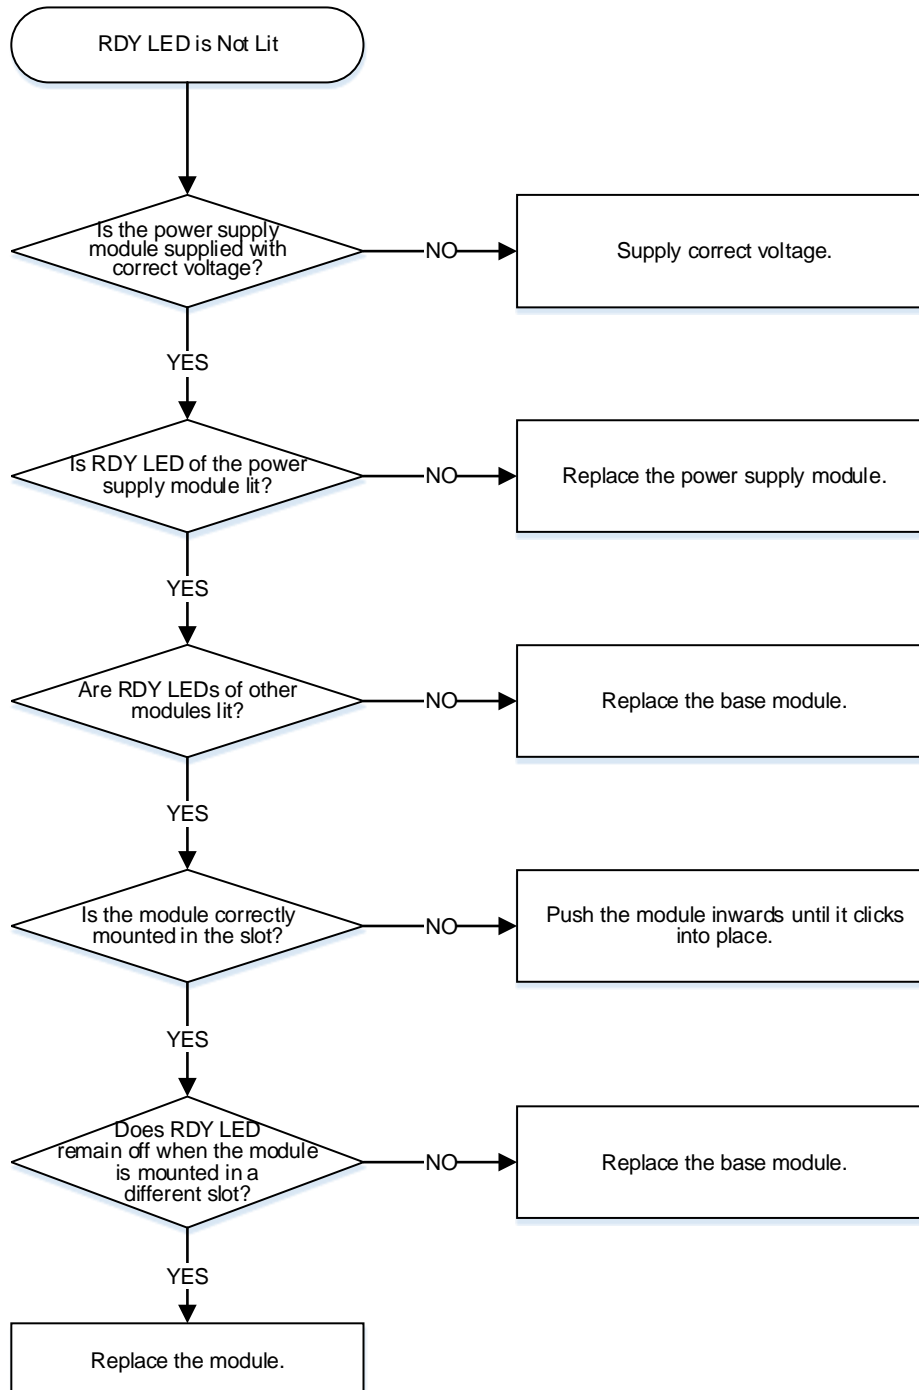 RDY LED is Not Lit
Is the power supply
module supplied with
correct voltage?
NO
Supply correct voltage.
YES
Is RDY LED of the power
supply module lit?
NO
Replace the power supply module.
YES
Are RDY LEDs of other
modules lit?
NO
Replace the base module.
YES
Is the module correctly
mounted in the slot?
NO
Push the module inwards until it clicks
into place.
YES
Does RDY LED
remain off when the module
is mounted in a
different slot?
NO
Replace the base module.
YES
Replace the module.